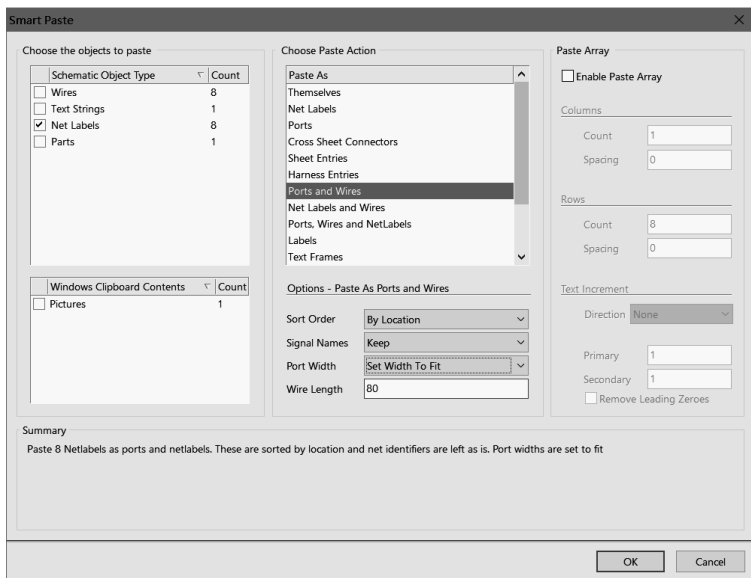 Smart Paste
Choose the objects to paste
Schematic Object Type Count
Wires 8
Text Strings 1
Net Labels 8
Parts 1
Windows Clipboard Contents Count
Pictures 1
Choose Paste Action
Paste As
Themselves
Net Labels
Ports
Cross Sheet Connectors
Sheet Entries
Harness Entries
Ports and Wires
Net Labels and Wires
Ports, Wires and NetLabels
Labels
Text Frames
Options - Paste As Ports and Wires
Sort Order By Location
Signal Names Keep
Port Width Set Width To Fit
Wire Length 80
Paste Array
Enable Paste Array
Columns
Count 1
Spacing 0
Rows
Count 8
Spacing 0
Text Increment
Direction None
Primary 1
Secondary 1
Remove Leading Zeroes
Summary
Paste 8 Netlabels as ports and netlabels. These are sorted by location and net identifiers are left as is. Port widths are set to fit
OK Cancel